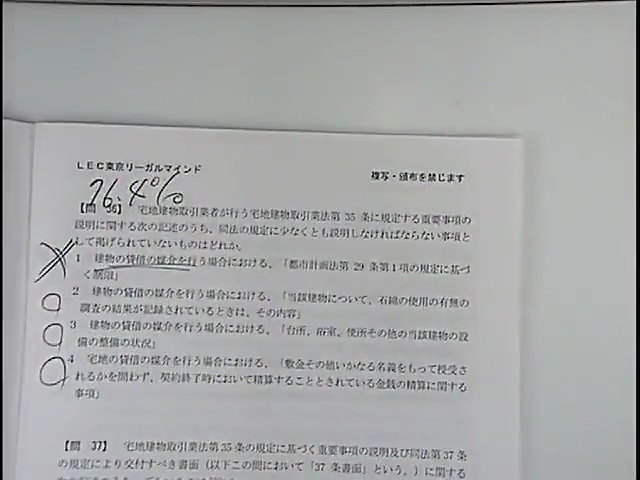 LEC東京リーガルマインド
複写・頒布を禁じます
76.4%
【問 36】 宅地建物取引業者が行う宅地建物取引業法第 35 条に規定する重要事項の
説明に関する次の記述のうち、同法の規定に少なくとも説明しなければならない事項と
して掲げられていないものはどれか。
1 建物の貸借の媒介を行う場合における、「都市計画法第 29 条第1項の規定に基づ
く制限」
2 建物の貸借の媒介を行う場合における、「当該建物について、石綿の使用の有無の
調査の結果が記録されているときは、その内容」
3 建物の貸借の媒介を行う場合における、「台所、浴室、便所その他の当該建物の設
備の整備の状況」
4 宅地の貸借の媒介を行う場合における、「敷金その他いかなる名義をもって授受さ
れるかを問わず、契約終了時において精算することとされている金銭の精算に関する
事項」
【問 37】 宅地建物取引業法第35 条の規定に基づく重要事項の説明及び同法第 37 条
の規定により交付すべき書面（以下この問において「37 条書面」という。）に関する